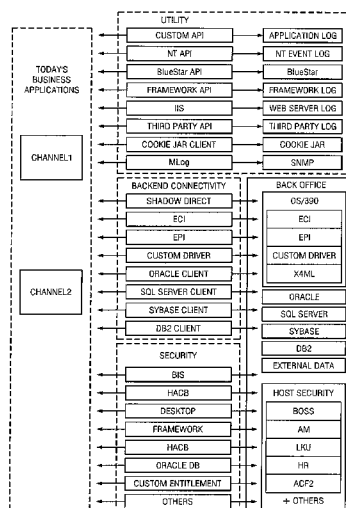 UTILITY
CUSTOM API
APPLICATION LOG
NT API
NT EVENT LOG
BlueStar API
BlueStar
FRAMEWORK API
FRAMEWORK LOG
IIS
WEB SERVER LOG
THIRD PARTY API
THIRD PARTY LOG
COOKIE JAR CLIENT
COOKIE JAR
MLog
SNMP
TODAY'S
BUSINESS
APPLICATIONS
CHANNEL1
CHANNEL2
BACKEND CONNECTIVITY
SHADOW DIRECT
ECI
EPI
CUSTOM DRIVER
ORACLE CLIENT
SQL SERVER CLIENT
SYBASE CLIENT
DB2 CLIENT
BACK OFFICE
OS/390
ECI
EPI
CUSTOM DRIVER
X4ML
ORACLE
SQL SERVER
SYBASE
DB2
EXTERNAL DATA
SECURITY
BIS
HACB
DESKTOP
FRAMEWORK
HACB
ORACLE DB
CUSTOM ENTITLEMENT
OTHERS
HOST SECURITY
BOSS
AM
LKU
HR
ACF2
+ OTHERS